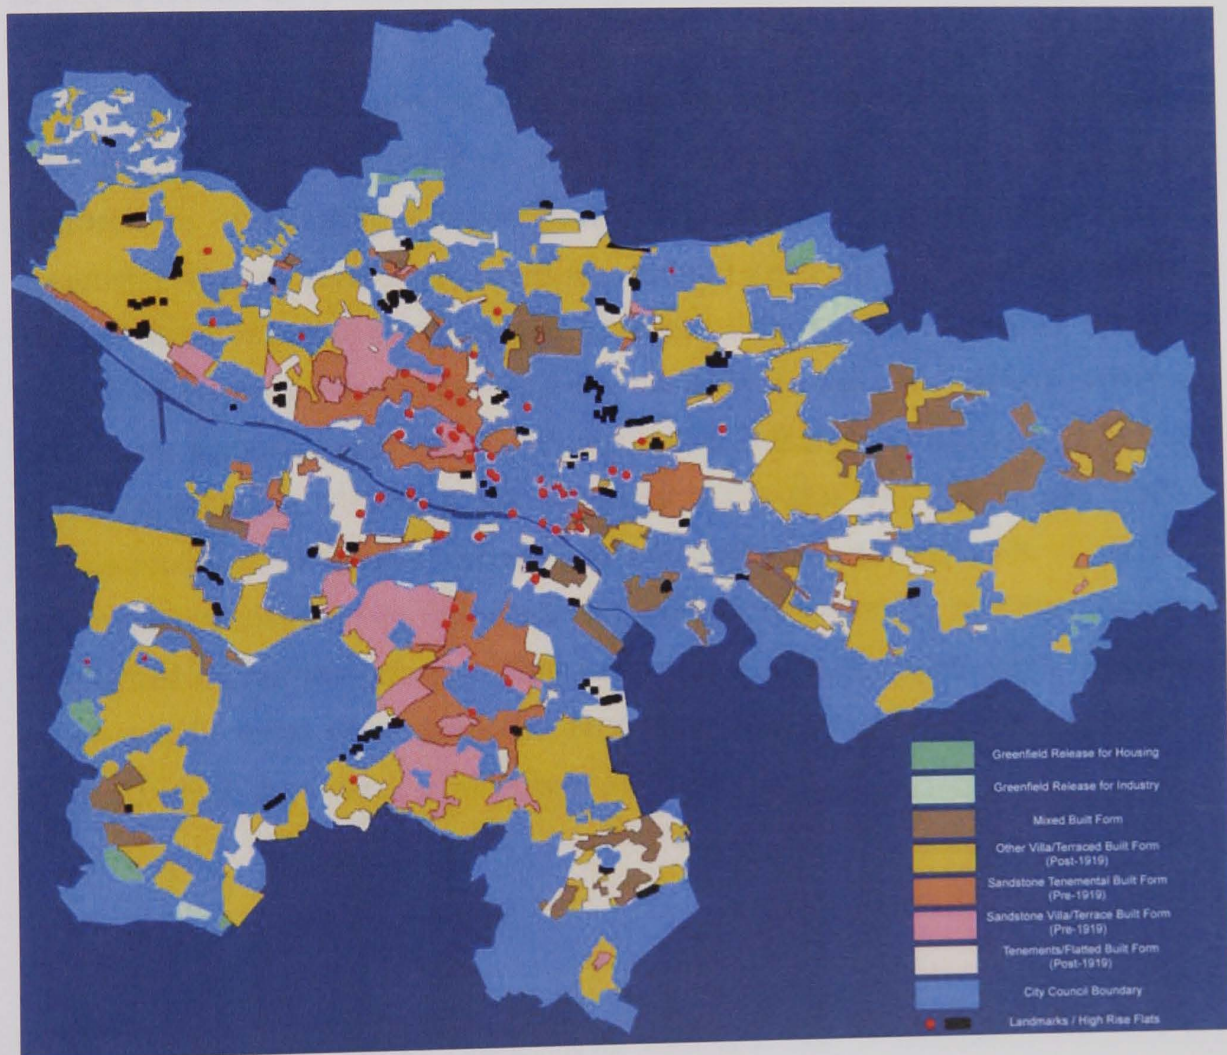 Greenfield Release for Housing
Greenfield Release for Industry
Mixed Built Form
Other Villa/Terraced Built Form
(Post-1919)
Sandstone Tenemental Built Form
(Pre-1919)
Sandstone Villa/Terrace Built Form
(Pre-1919)
Tenements/Flatted Built Form
(Post-1919)
City Council Boundary
Landmarks / High Rise Flats